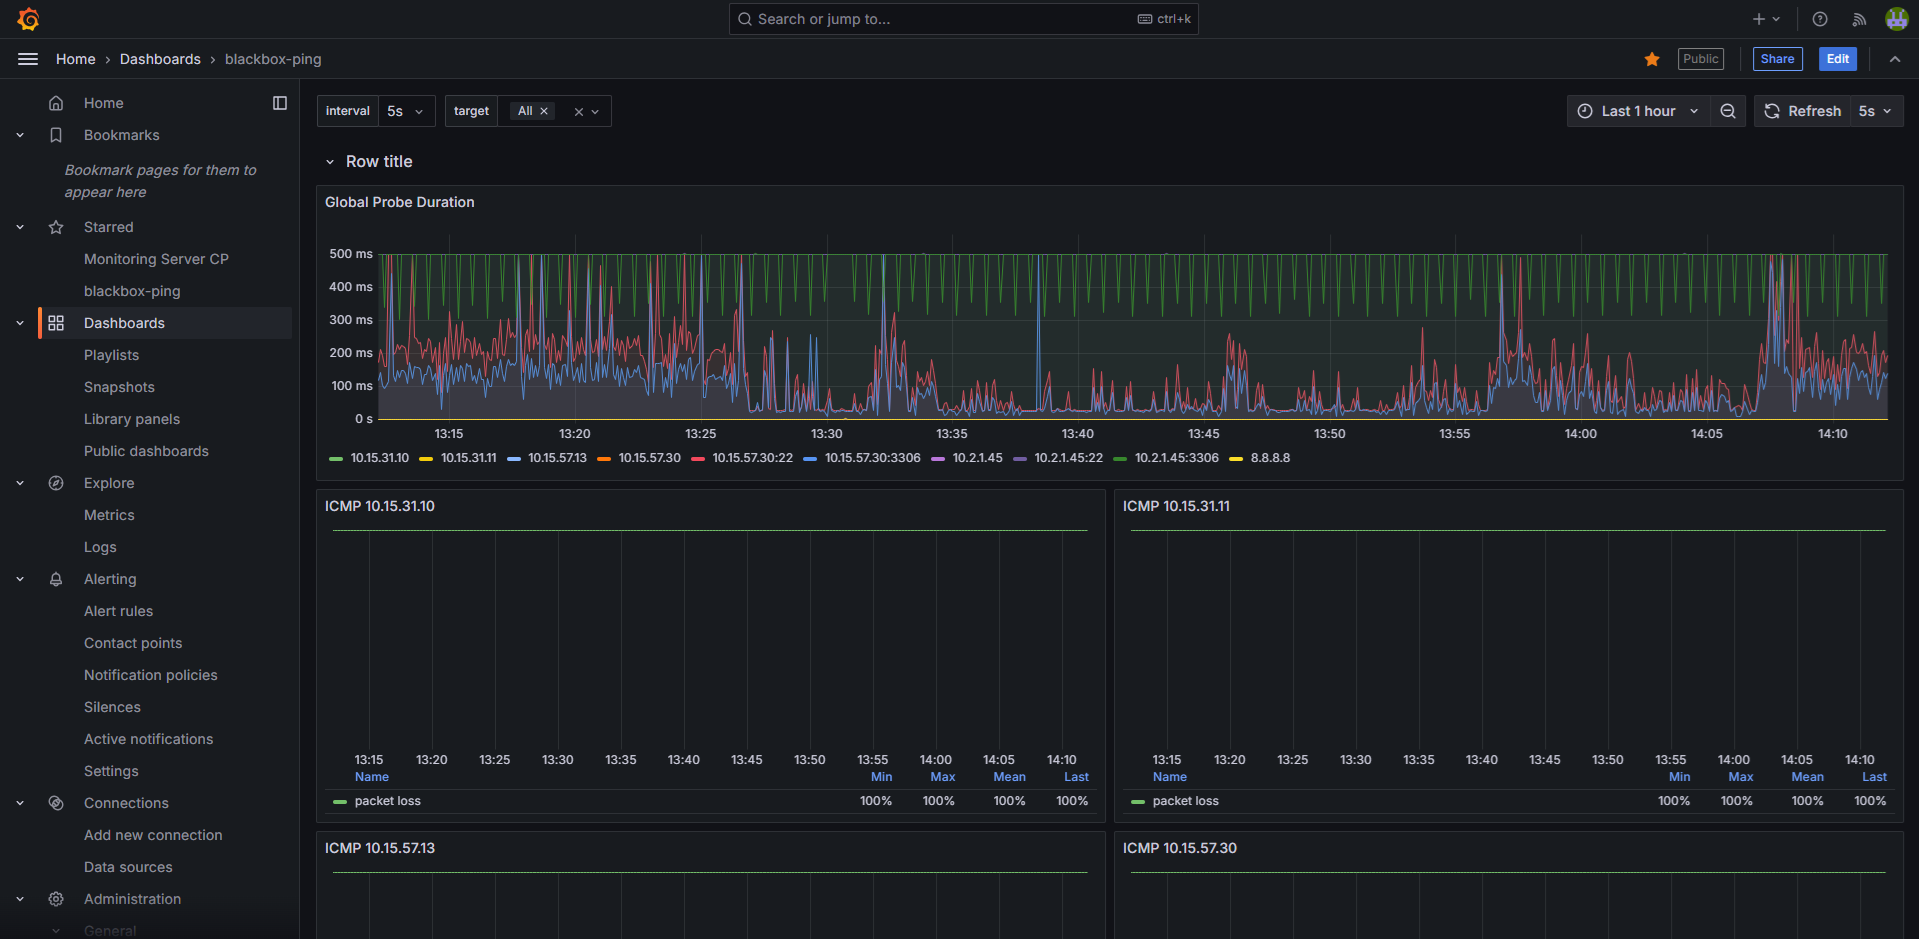 Search or jump to...
ctrl+k
Home › Dashboards › blackbox-ping
Public
Share
Edit
Home
Bookmarks
Bookmark pages for them to
appear here
Starred
Monitoring Server CP
blackbox-ping
Dashboards
Playlists
Snapshots
Library panels
Public dashboards
Explore
Metrics
Logs
Alerting
Alert rules
Contact points
Notification policies
Silences
Active notifications
Settings
Connections
Add new connection
Data sources
Administration
General
interval 5s
target All
Last 1 hour
Refresh 5s
Row title
Global Probe Duration
500 ms
400 ms
300 ms
200 ms
100 ms
0 s
13:15 13:20 13:25 13:30 13:35 13:40 13:45 13:50 13:55 14:00 14:05 14:10
10.15.31.10 10.15.31.11 10.15.57.13 10.15.57.30 10.15.57.30:22 10.15.57.30:3306 10.2.1.45 10.2.1.45:22 10.2.1.45:3306 8.8.8.8
ICMP 10.15.31.10
13:15 13:20 13:25 13:30 13:35 13:40 13:45 13:50 13:55 14:00 14:05 14:10
Name Min Max Mean Last
packet loss 100% 100% 100% 100%
ICMP 10.15.31.11
13:15 13:20 13:25 13:30 13:35 13:40 13:45 13:50 13:55 14:00 14:05 14:10
Name Min Max Mean Last
packet loss 100% 100% 100% 100%
ICMP 10.15.57.13
ICMP 10.15.57.30